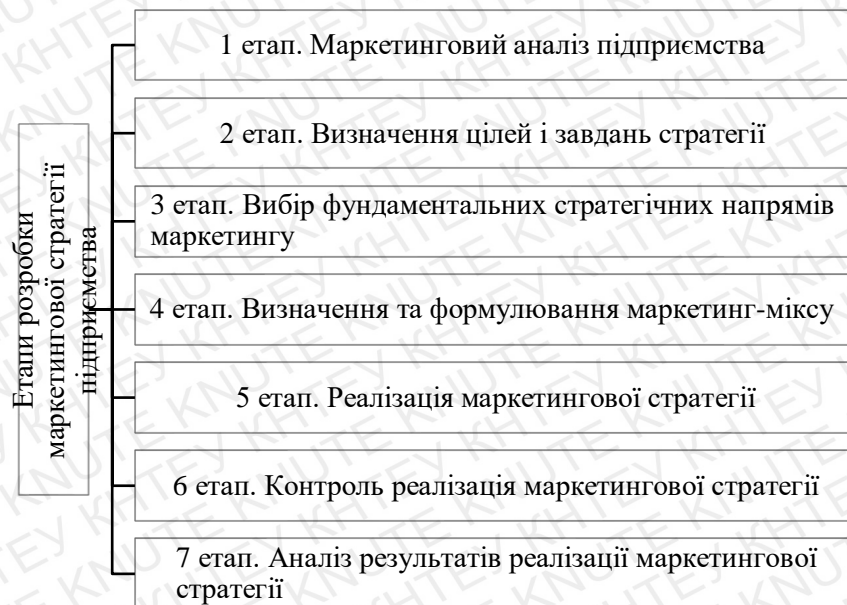 Етапи розробки
маркетингової стратегії
підприємства
1 етап. Маркетинговий аналіз підприємства
2 етап. Визначення цілей і завдань стратегії
3 етап. Вибір фундаментальних стратегічних напрямів
маркетингу
4 етап. Визначення та формулювання маркетинг-міксу
5 етап. Реалізація маркетингової стратегії
6 етап. Контроль реалізація маркетингової стратегії
7 етап. Аналіз результатів реалізації маркетингової
стратегії